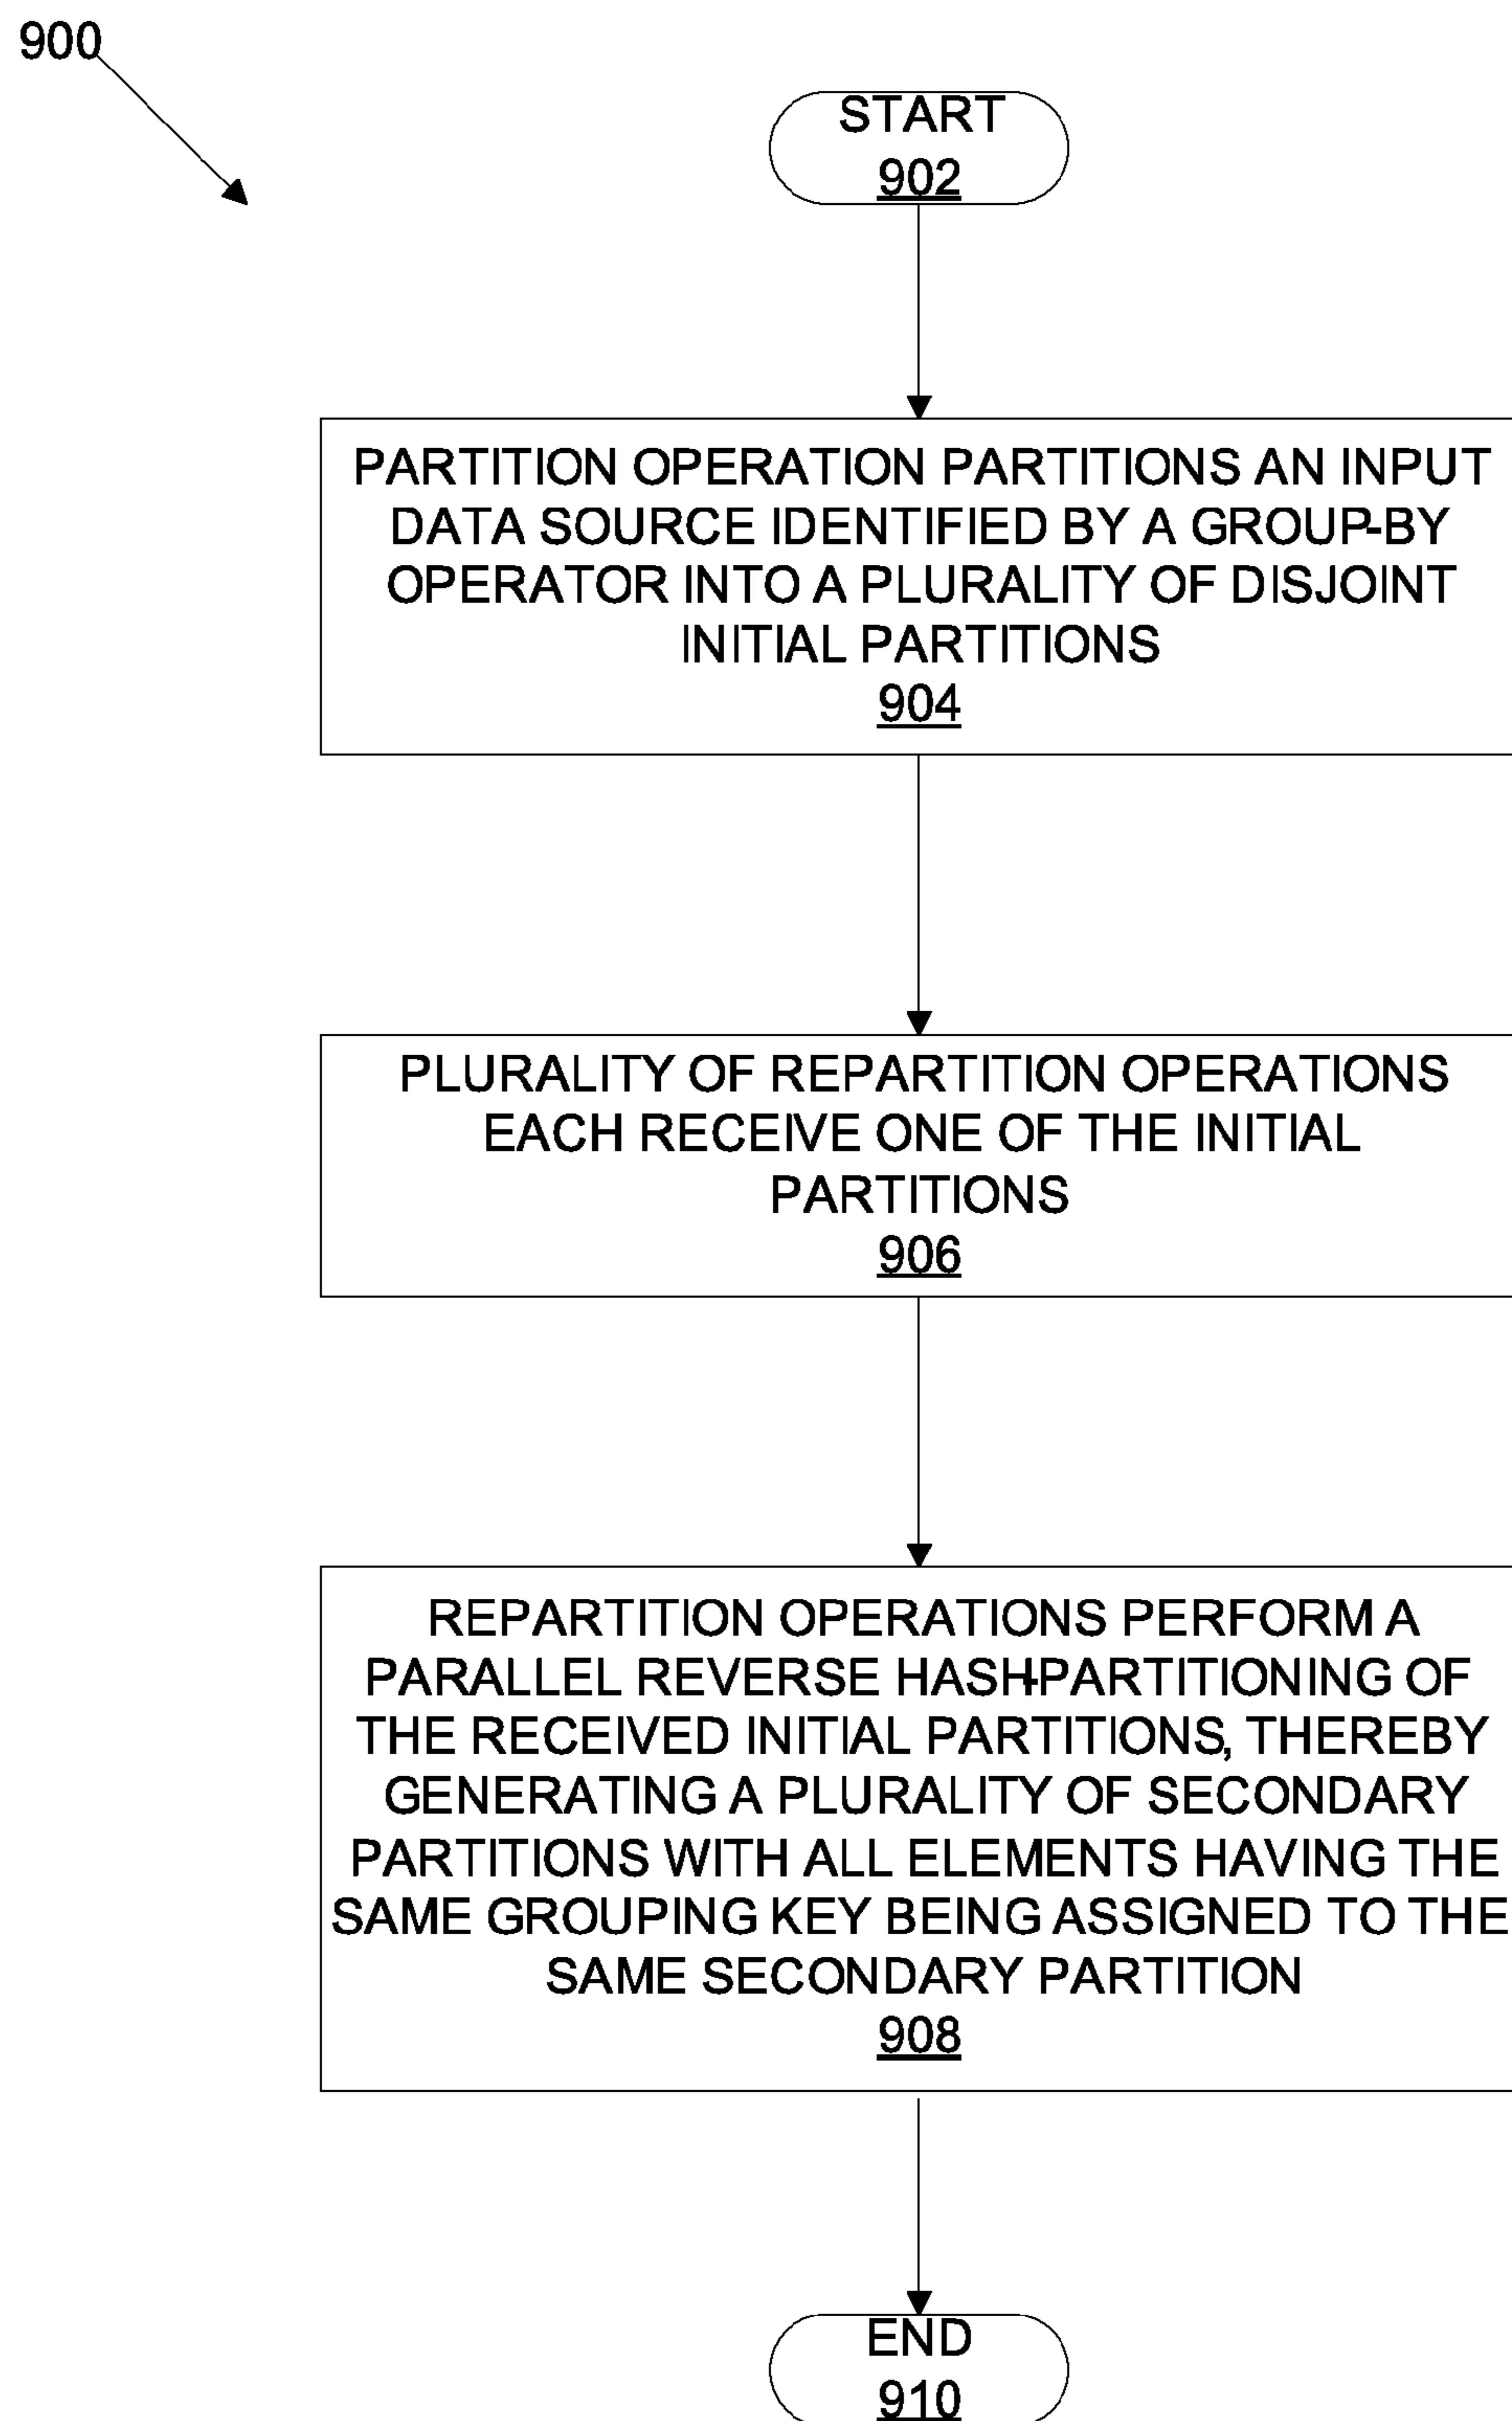 900
START
902
PARTITION OPERATION PARTITIONS AN INPUT
DATA SOURCE IDENTIFIED BY A GROUP-BY
OPERATOR INTO A PLURALITY OF DISJOINT
INITIAL PARTITIONS
904
PLURALITY OF REPARTITION OPERATIONS
EACH RECEIVE ONE OF THE INITIAL
PARTITIONS
906
REPARTITION OPERATIONS PERFORM A
PARALLEL REVERSE HASH-PARTITIONING OF
THE RECEIVED INITIAL PARTITIONS, THEREBY
GENERATING A PLURALITY OF SECONDARY
PARTITIONS WITH ALL ELEMENTS HAVING THE
SAME GROUPING KEY BEING ASSIGNED TO THE
SAME SECONDARY PARTITION
908
END
910